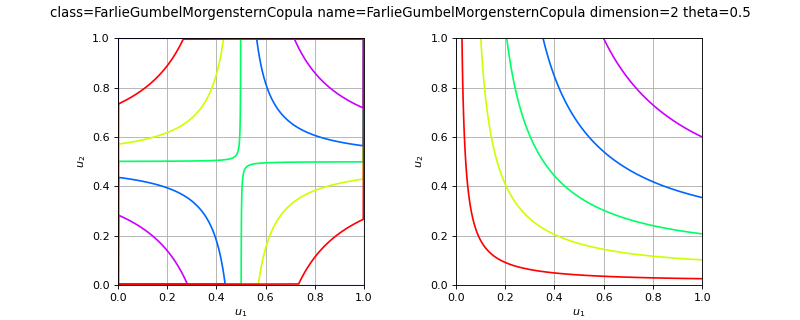 class=FarlieGumbelMorgensternCopula name=FarlieGumbelMorgensternCopula dimension=2 theta=0.5
1.0
0.8
0.6
0.4
0.2
0.0
u2
0.0 0.2 0.4 0.6 0.8 1.0
u1
1.0
0.8
0.6
0.4
0.2
0.0
u2
0.0 0.2 0.4 0.6 0.8 1.0
u1